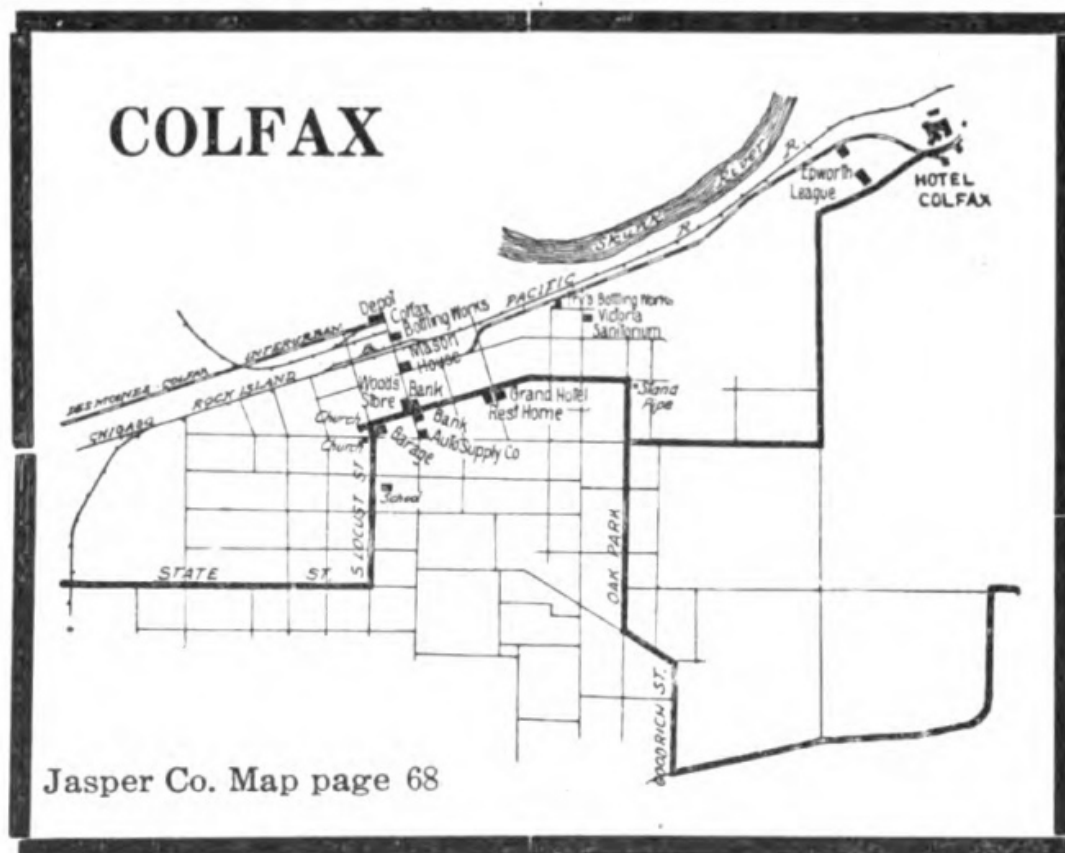 COLFAX
SKUNK RIVER
R. R.
Epworth
League
HOTEL
COLFAX
Depot
Colfax
Bottling Works
PACIFIC
Fry's Bottling Works
Victoria
Sanitorium
DES MOINES - COLFAX INTERURBAN
Mason
House
CHICAGO ROCK ISLAND
Woods
Store
Bank
Grand Hotel
Rest Home
Stand
Pipe
Church
Bank
Church
Garage
Auto Supply Co
School
S LOCUST ST
OAK PARK
STATE ST.
GOODRICH ST.
Jasper Co. Map page 68